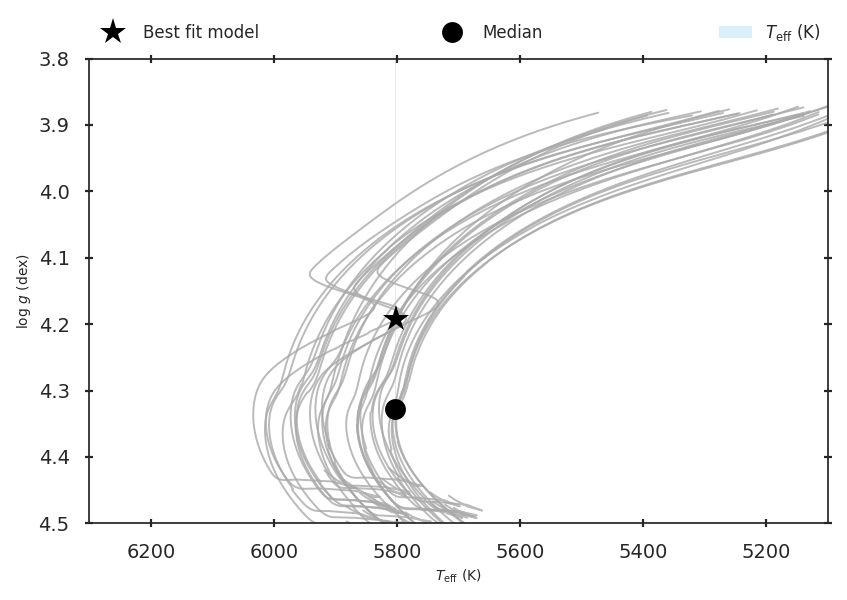 Best fit model
Median
Teff (K)
3.8
3.9
4.0
4.1
4.2
4.3
4.4
4.5
log g (dex)
6200
6000
5800
5600
5400
5200
Teff (K)